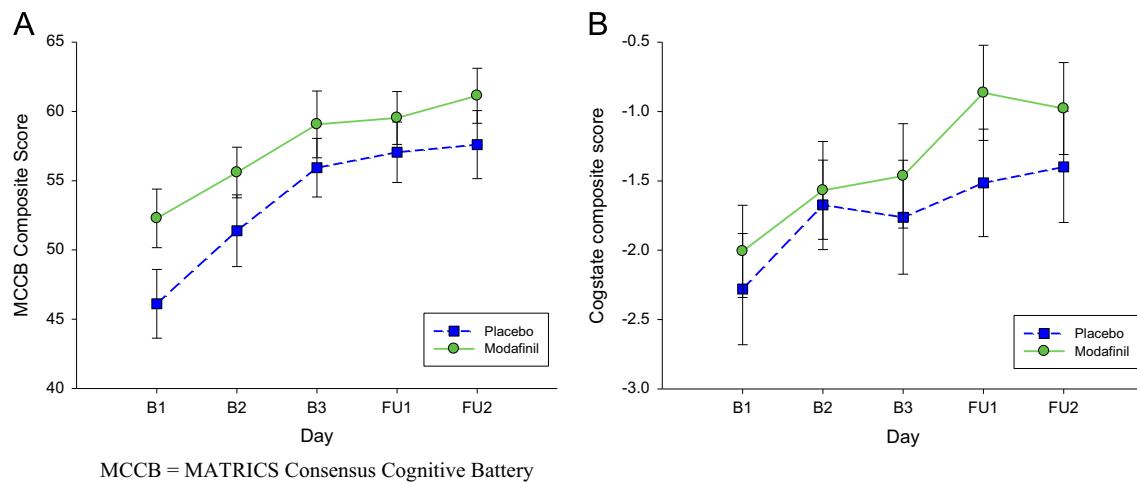 A
MCCB Composite Score
65
60
55
50
45
40
B1 B2 B3 FU1 FU2
Day
Placebo
Modafinil
MCCB = MATRICS Consensus Cognitive Battery
B
Cogstate composite score
-0.5
-1.0
-1.5
-2.0
-2.5
-3.0
B1 B2 B3 FU1 FU2
Day
Placebo
Modafinil